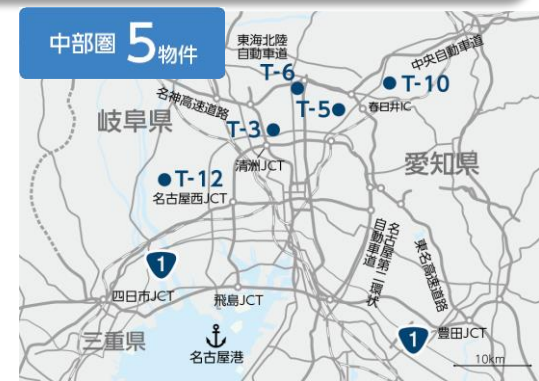 中部圏 5物件
東海北陸
自動車道
中央自動車道
T-6
T-10
名神高速道路
T-5
春日井IC
岐阜県
T-3
清洲JCT
愛知県
T-12
名古屋西JCT
名古屋第二環状
自動車道
東名高速道路
1
四日市JCT
飛島JCT
三重県
名古屋港
1
豊田JCT
10km